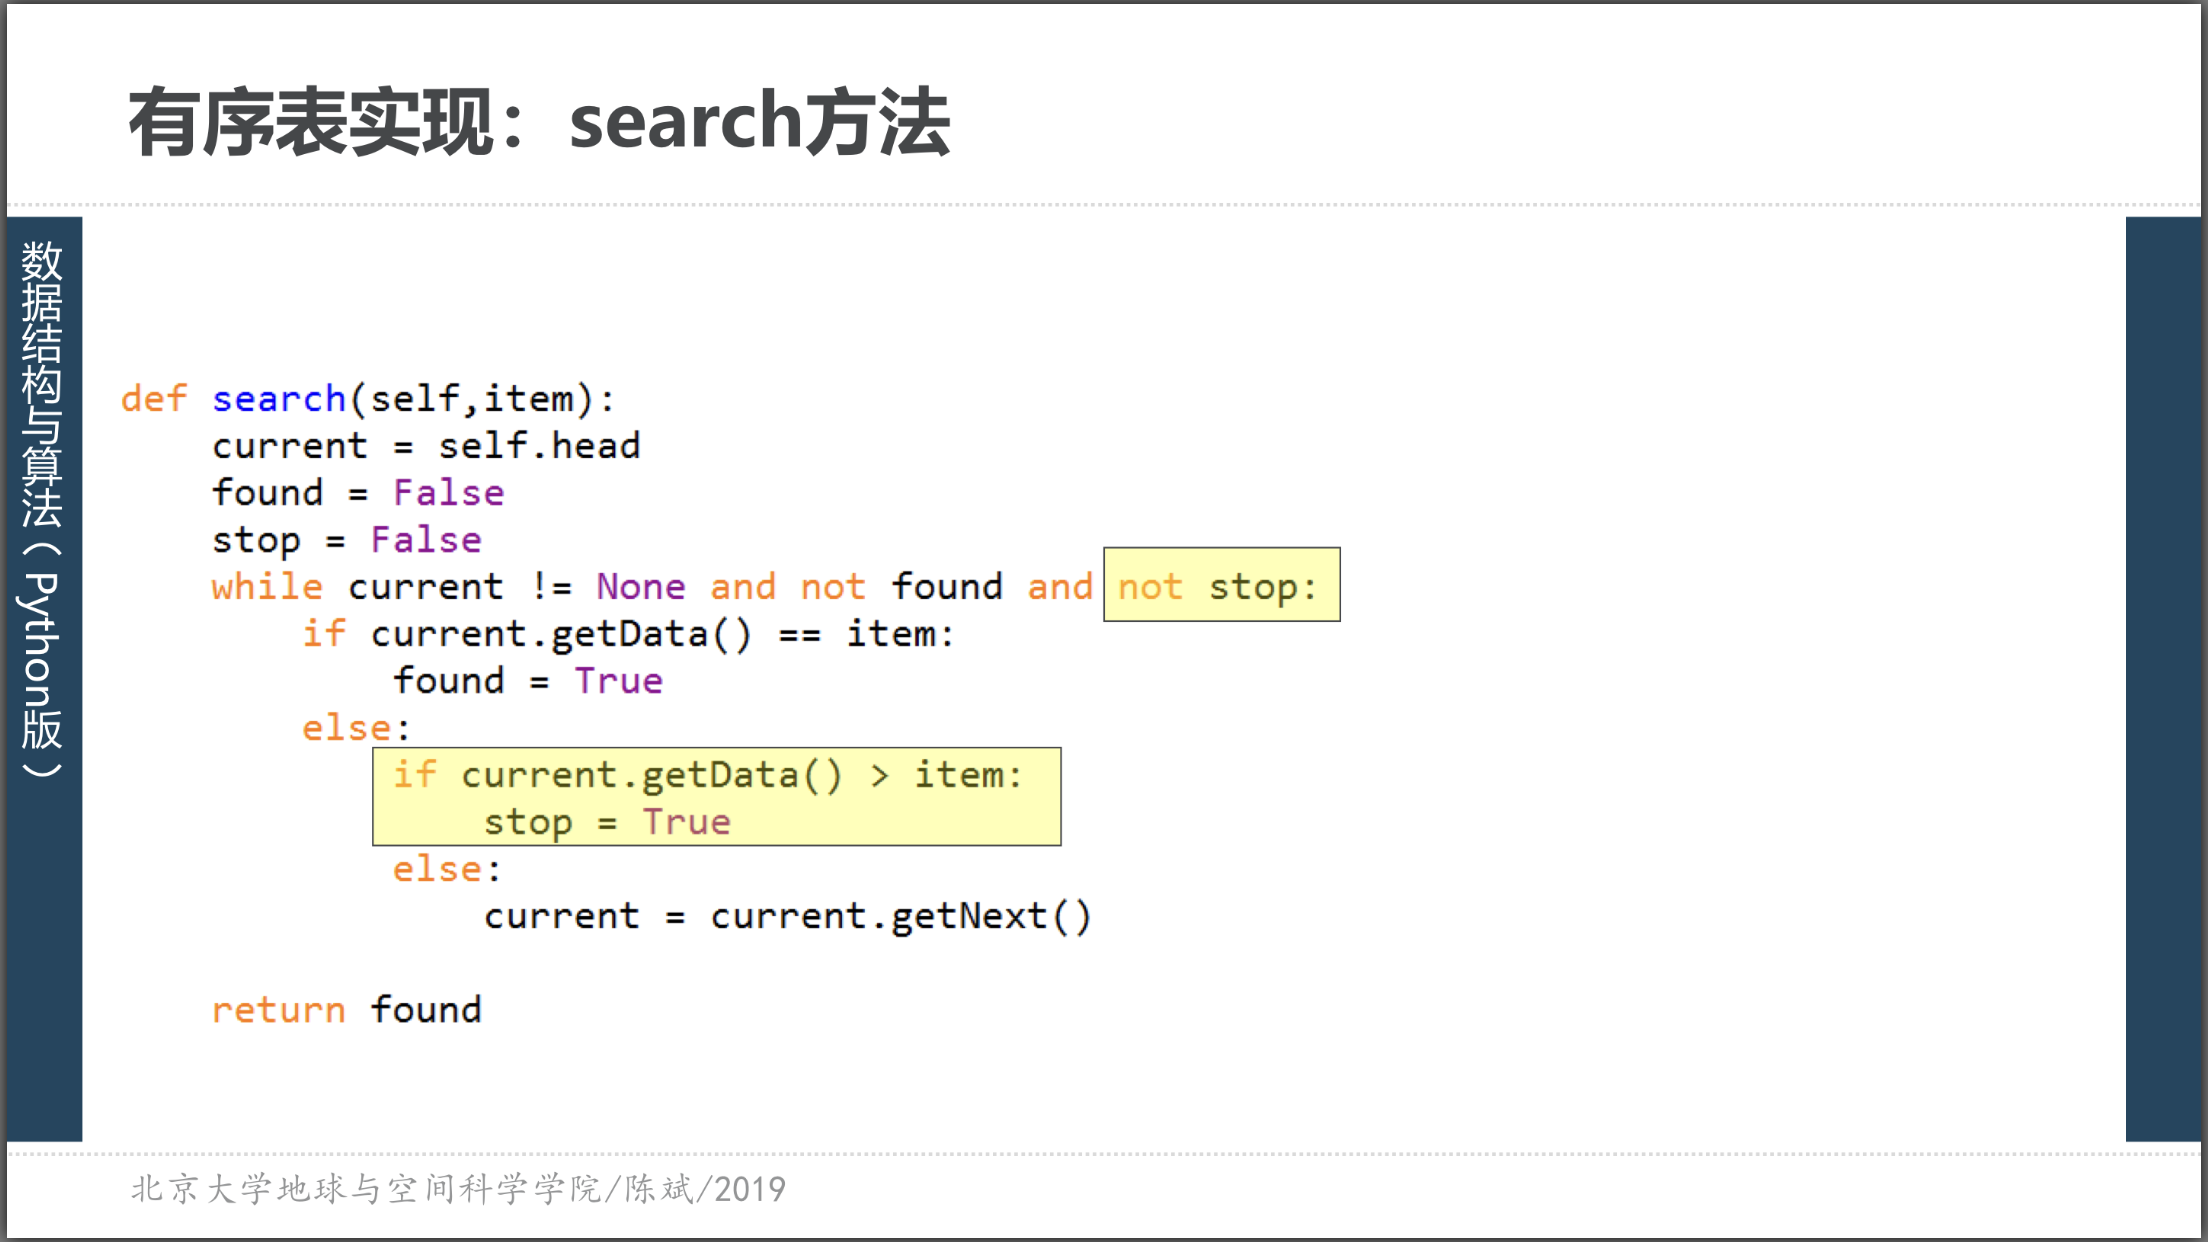 有序表实现：search方法
数据结构与算法（Python版）
def search(self,item):
    current = self.head
    found = False
    stop = False
    while current != None and not found and not stop:
        if current.getData() == item:
            found = True
        else:
            if current.getData() > item:
                stop = True
            else:
                current = current.getNext()
    return found
北京大学地球与空间科学学院/陈斌/2019